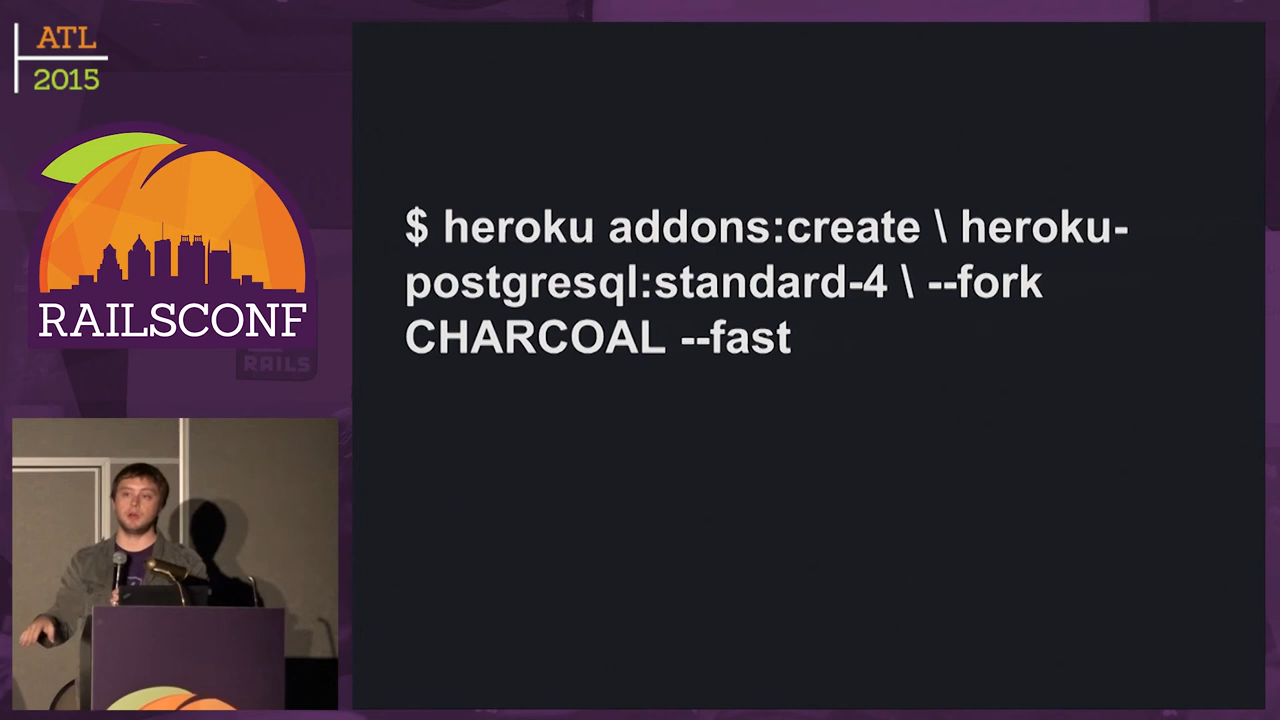 ATL
2015
RAILSCONF
RAILS
$ heroku addons:create \ heroku-
postgresql:standard-4 \ --fork
CHARCOAL --fast